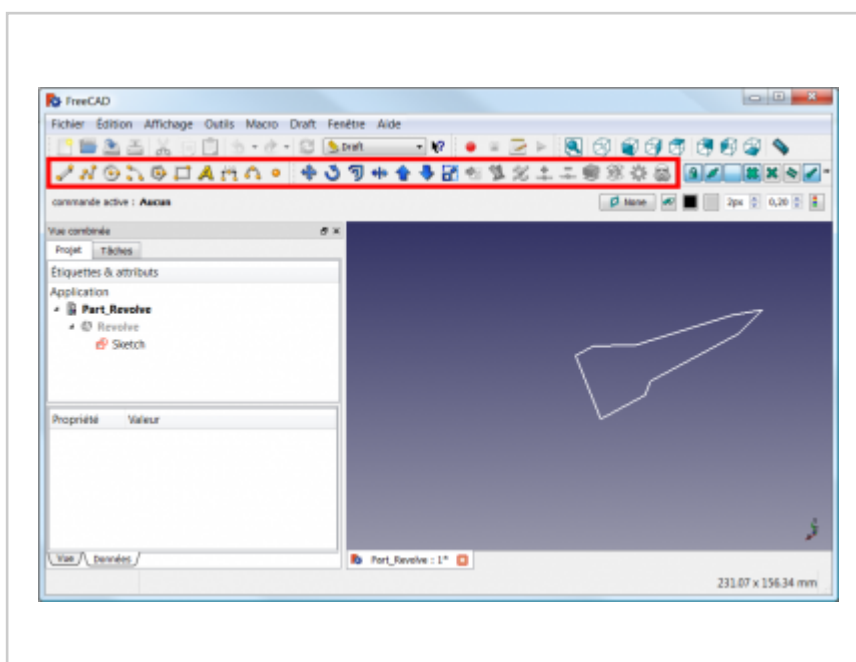 FreeCAD
Fichier Édition Affichage Outils Macro Draft Fenêtre Aide
Draft
commande active : Aucun
None 2px 0,20
Vue combinée
Projet Tâches
Étiquettes & attributs
Application
Part_Revolve
Revolve
Sketch
Propriété Valeur
Vue Données
Part_Revolve : 1*
231.07 x 156.34 mm